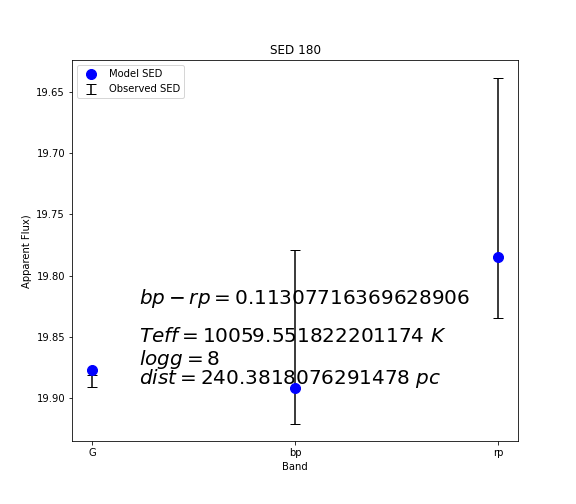 SED 180
Model SED
Observed SED
Apparent Flux)
19.65
19.70
19.75
19.80
19.85
19.90
bp − rp = 0.11307716369628906
Teff = 10059.551822201174 K
logg = 8
dist = 240.3818076291478 pc
G
bp
rp
Band